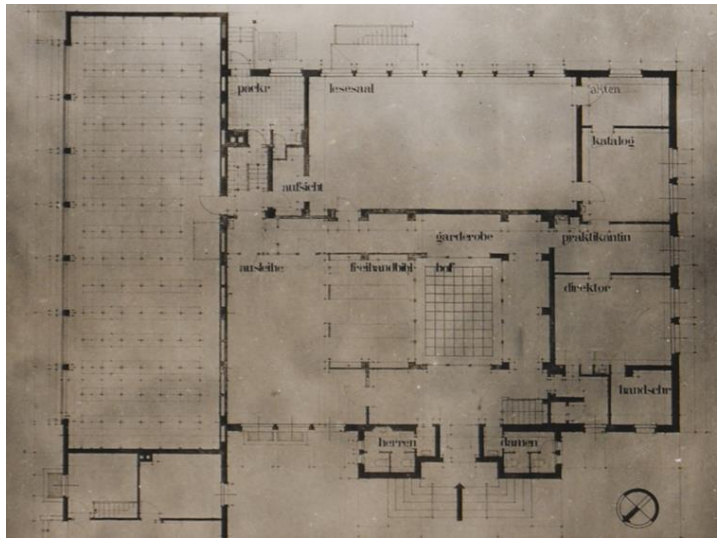 packr
lesesaal
akten
katalog
aufsicht
garderobe
praktikantin
ausleihe
freihandbibl
hof
direktor
handschr
herren
damen